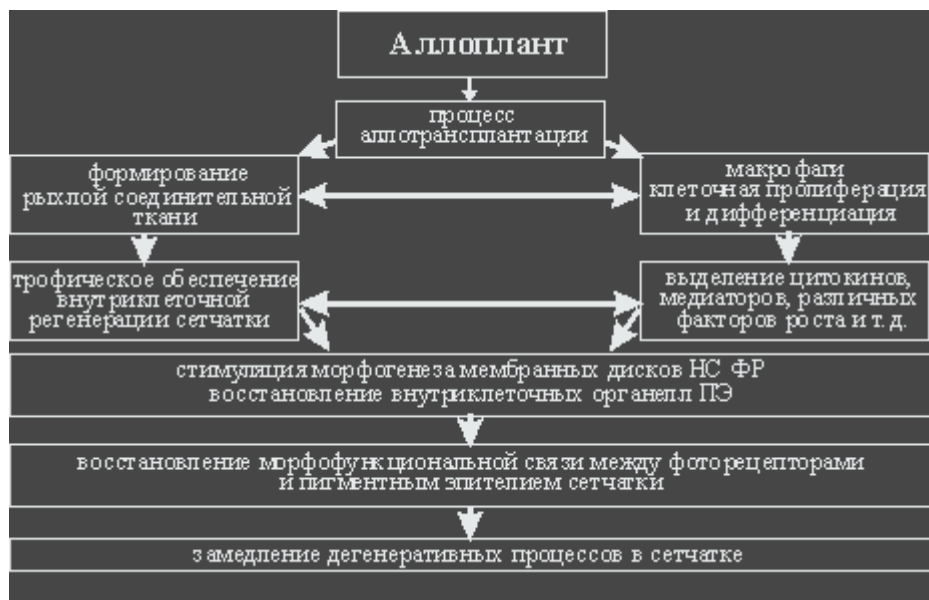 Аллоплант
процесс
аллотрансплантации
формирование
рыхлой соединительной
ткани
макрофаги
клеточная пролиферация
и дифференциация
трофическое обеспечение
внутриклеточной
регенерации сетчатки
выделение цитокинов,
медиаторов, различных
факторов роста и т.д.
стимуляция морфогенеза мембранных дисков НС ФР
восстановление внутриклеточных органелл ПЭ
восстановление морфофункциональной связи между фоторецепторами
и пигментным эпителием сетчатки
замедление дегенеративных процессов в сетчатке